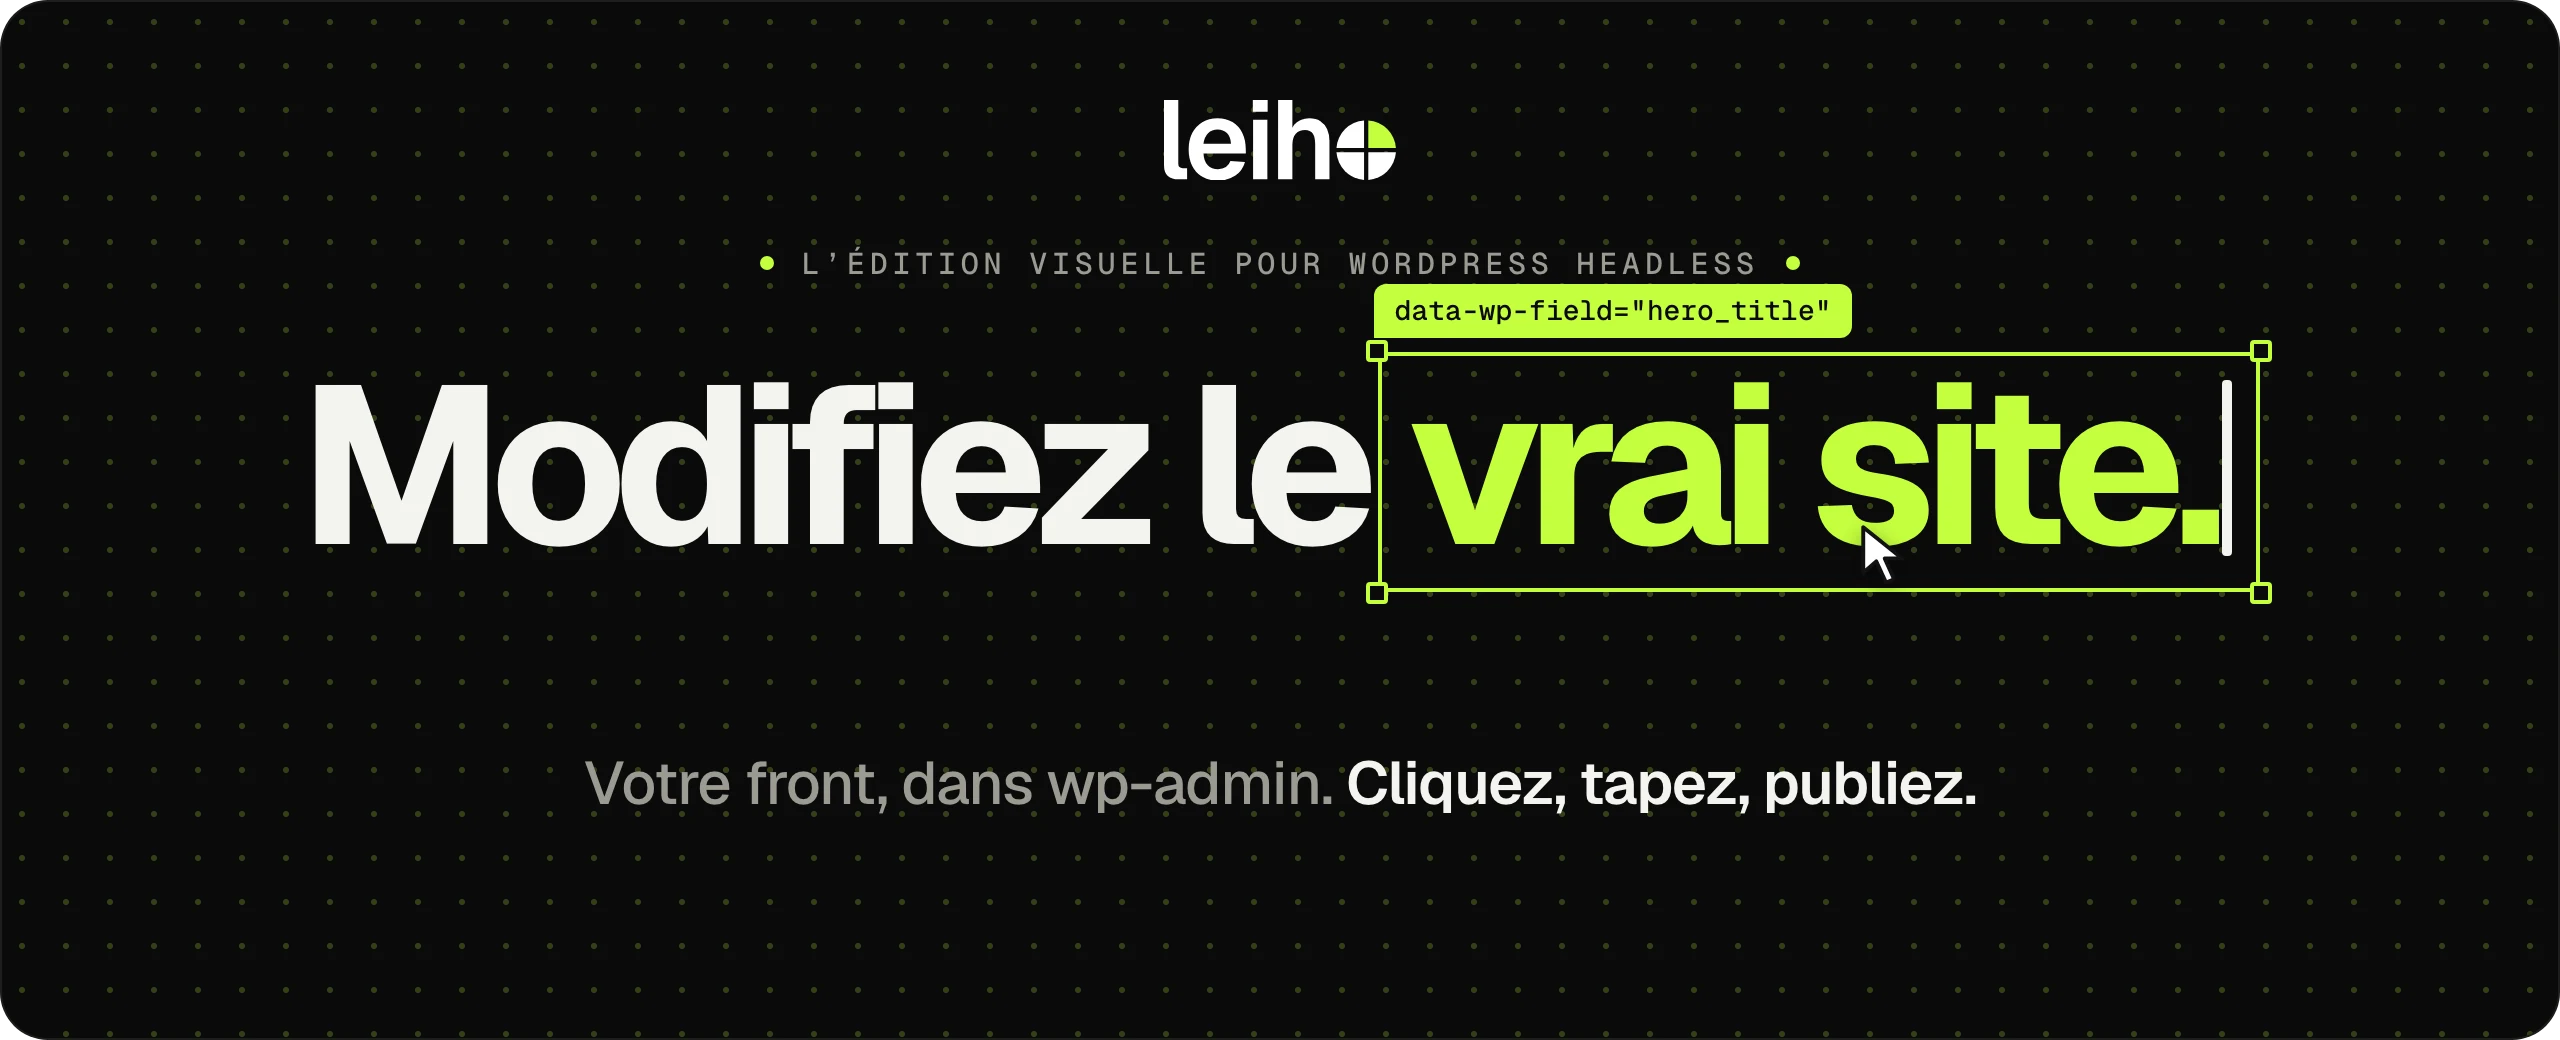 leiho
L’ÉDITION VISUELLE POUR WORDPRESS HEADLESS
data-wp-field="hero_title"
Modifiez le vrai site.
Votre front, dans wp-admin. Cliquez, tapez, publiez.